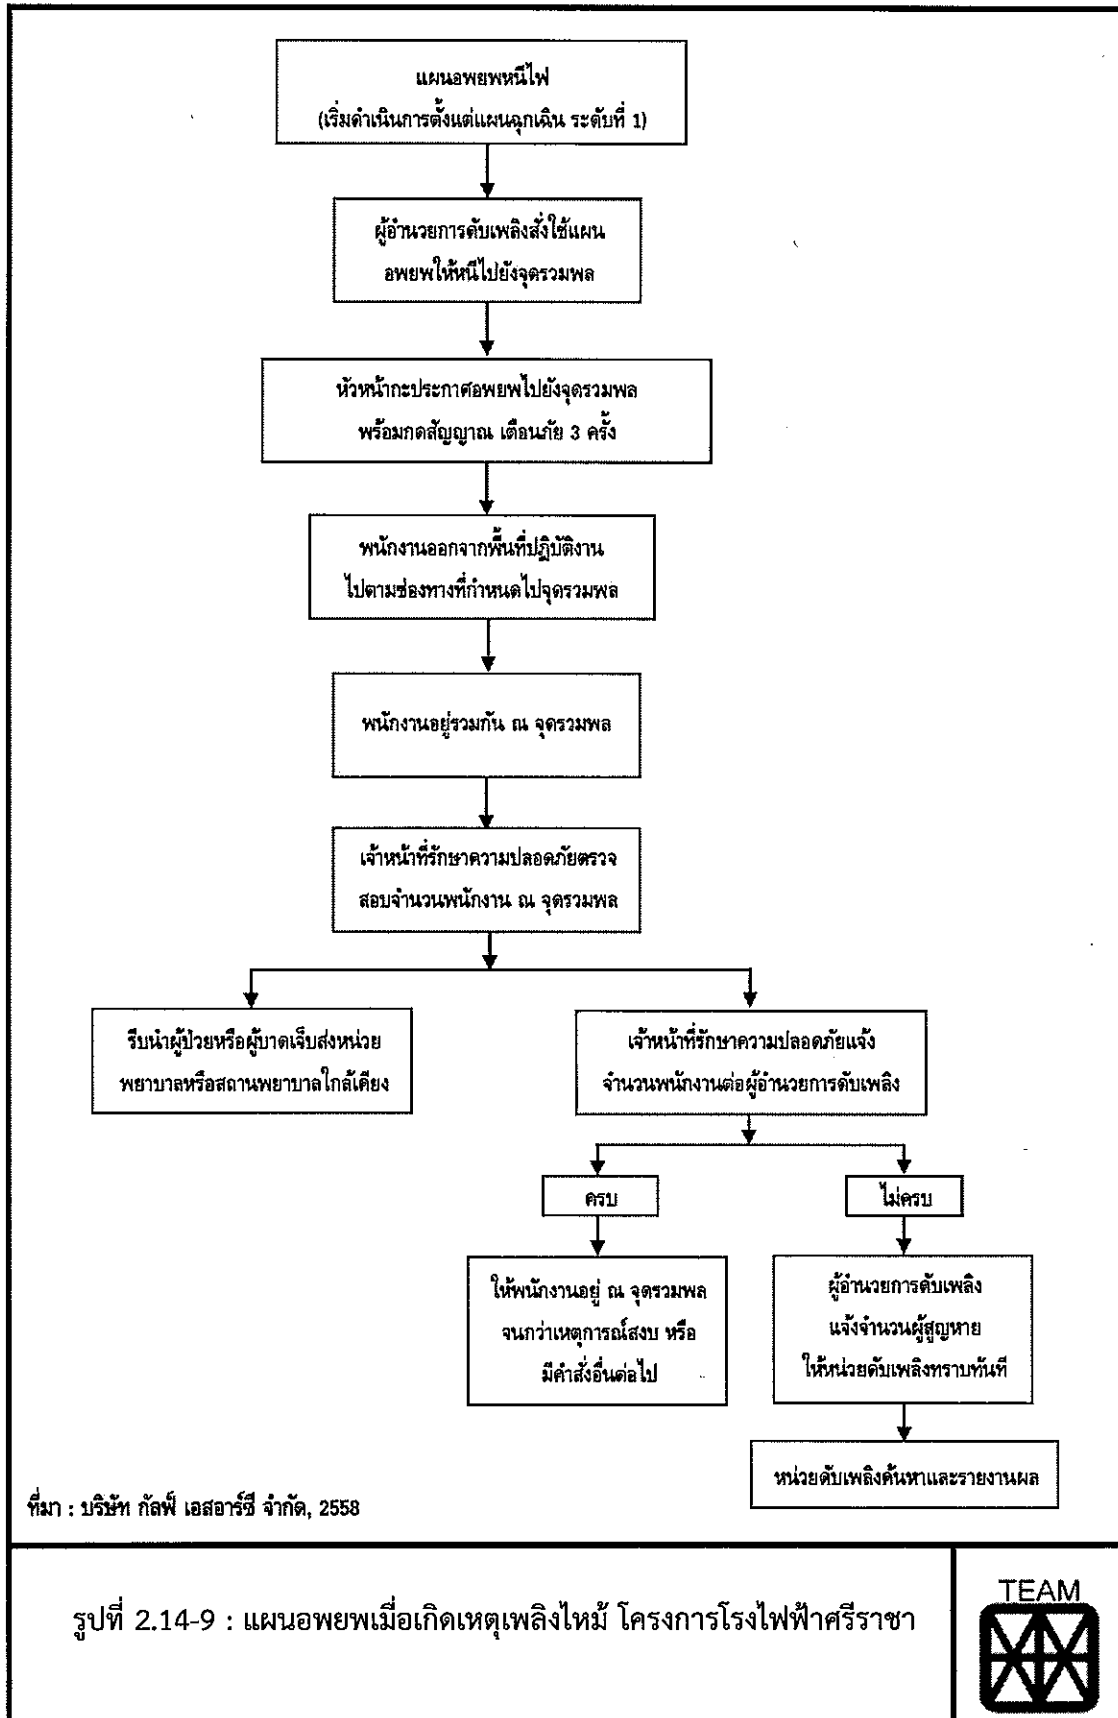 แผนอพยพหนีไฟ
(เริ่มดำเนินการตั้งแต่แผนฉุกเฉิน ระดับที่ 1)
ผู้อำนวยการดับเพลิงสั่งใช้แผน
อพยพให้หนีไปยังจุดรวมพล
หัวหน้ากะประกาศอพยพไปยังจุดรวมพล
พร้อมกดสัญญาณ เตือนภัย 3 ครั้ง
พนักงานออกจากพื้นที่ปฏิบัติงาน
ไปตามช่องทางที่กำหนดไปจุดรวมพล
พนักงานอยู่รวมกัน ณ จุดรวมพล
เจ้าหน้าที่รักษาความปลอดภัยตรวจ
สอบจำนวนพนักงาน ณ จุดรวมพล
รีบนำผู้ป่วยหรือผู้บาดเจ็บส่งหน่วย
พยาบาลหรือสถานพยาบาลใกล้เคียง
เจ้าหน้าที่รักษาความปลอดภัยแจ้ง
จำนวนพนักงานต่อผู้อำนวยการดับเพลิง
ครบ
ไม่ครบ
ให้พนักงานอยู่ ณ จุดรวมพล
จนกว่าเหตุการณ์สงบ หรือ
มีคำสั่งอื่นต่อไป
ผู้อำนวยการดับเพลิง
แจ้งจำนวนผู้สูญหาย
ให้หน่วยดับเพลิงทราบทันที
หน่วยดับเพลิงค้นหาและรายงานผล
ที่มา : บริษัท กัลฟ์ เอสอาร์ซี จำกัด, 2558
รูปที่ 2.14-9 : แผนอพยพเมื่อเกิดเหตุเพลิงไหม้ โครงการโรงไฟฟ้าศรีราชา
TEAM